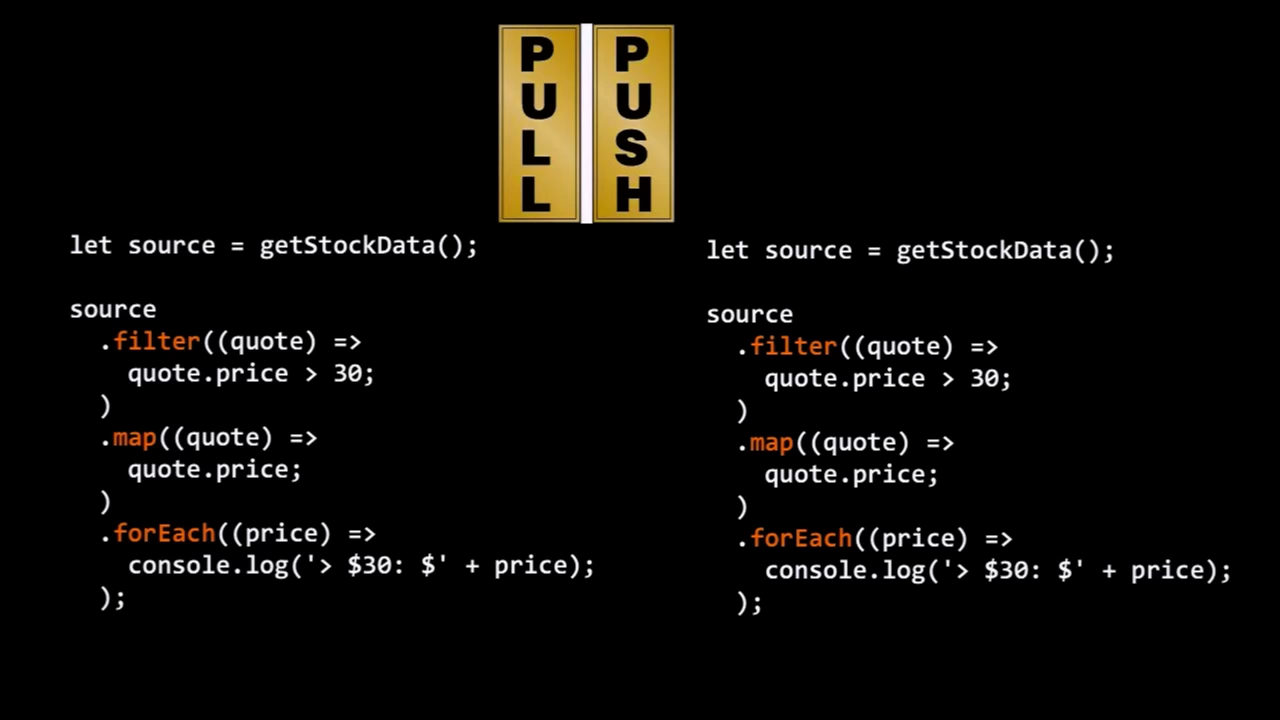 PULL
PUSH
let source = getStockData();
source
.filter((quote) =>
quote.price > 30;
)
.map((quote) =>
quote.price;
)
.forEach((price) =>
console.log('> $30: $' + price);
);
let source = getStockData();
source
.filter((quote) =>
quote.price > 30;
)
.map((quote) =>
quote.price;
)
.forEach((price) =>
console.log('> $30: $' + price);
);